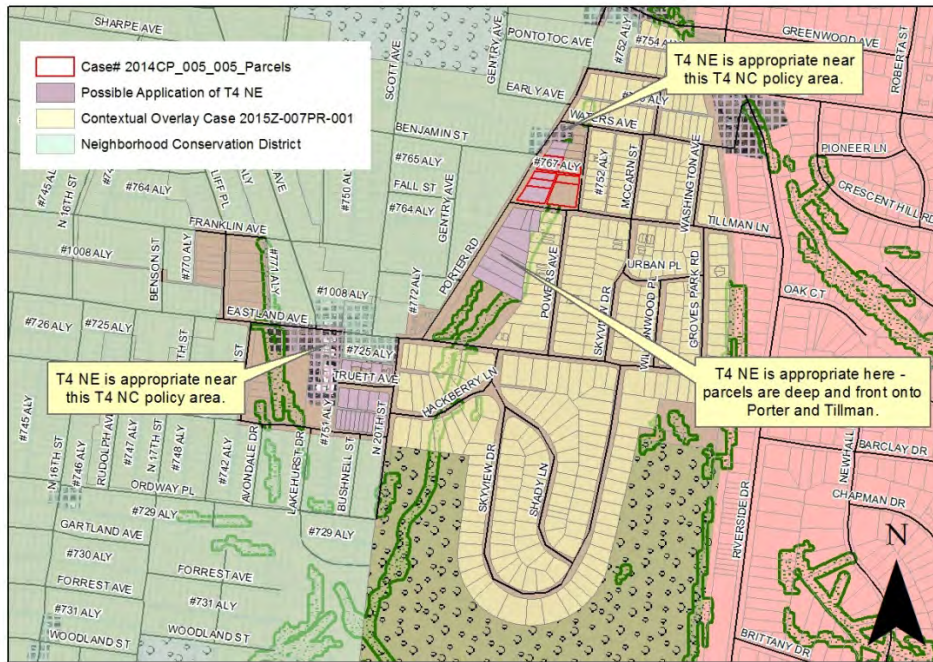 SHARPE AVE
SCOTT AVE
GENTRY AVE
PONTOTOC AVE
#752 ALY
#754 ALY
GREENWOOD AVE
ROBERTA ST
Case# 2014CP_005_005_Parcels
Possible Application of T4 NE
Contextual Overlay Case 2015Z-007PR-001
Neighborhood Conservation District
T4 NE is appropriate near
this T4 NC policy area.
EARLY AVE
WATERS AVE
BENJAMIN ST
#765 ALY
#767 ALY
FALL ST
#764 ALY
GENTRY AVE
#752 ALY
MCCARN ST
WASHINGTON AVE
PIONEER LN
CRESCENT HILL RD
TILLMAN LN
#745 ALY
N 16TH ST
#764 ALY
LIFF PL
#750 ALY
FRANKLIN AVE
#1008 ALY
BENSON ST
#770 ALY
#771 ALY
#1008 ALY
#772 ALY
PORTER RD
POWERS AVE
URBAN PL
SKYVIEW DR
GROVES PARK RD
OAK CT
EASTLAND AVE
#726 ALY
#725 ALY
#725 ALY
TRUETT AVE
HACKBERRY LN
T4 NE is appropriate near
this T4 NC policy area.
T4 NE is appropriate here -
parcels are deep and front onto
Porter and Tillman.
#745 ALY
N 16TH ST
#746 ALY
RUDOLPH AVE
#747 ALY
N 17TH ST
#748 ALY
#742 ALY
AVONDALE DR
LAKEHURST DR
#751 ALY
BUSHNELL ST
N 20TH ST
SKYVIEW DR
SHADY LN
RIVERSIDE DR
BARCLAY DR
CHAPMAN DR
ORDWAY PL
#729 ALY
#729 ALY
GARTLAND AVE
#730 ALY
FORREST AVE
FORREST AVE
#731 ALY
#731 ALY
WOODLAND ST
WOODLAND ST
BRITTANY DR
N